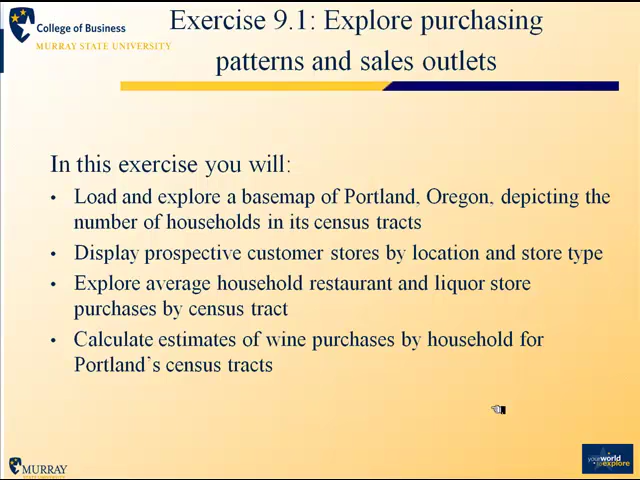 College of Business
MURRAY STATE UNIVERSITY
Exercise 9.1: Explore purchasing
patterns and sales outlets
In this exercise you will:
• Load and explore a basemap of Portland, Oregon, depicting the
number of households in its census tracts
• Display prospective customer stores by location and store type
• Explore average household restaurant and liquor store
purchases by census tract
• Calculate estimates of wine purchases by household for
Portland's census tracts
MURRAY
STATE UNIVERSITY
your world
to explore